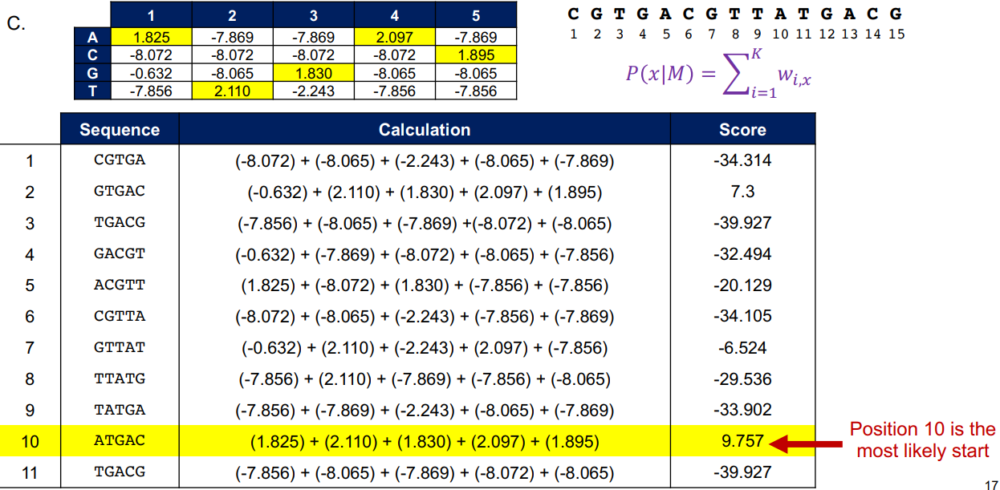 C.
1 2 3 4 5
A 1.825 -7.869 -7.869 2.097 -7.869
C -8.072 -8.072 -8.072 -8.072 1.895
G -0.632 -8.065 1.830 -8.065 -8.065
T -7.856 2.110 -2.243 -7.856 -7.856
C G T G A C G T T A T G A C G
1 2 3 4 5 6 7 8 9 10 11 12 13 14 15
P(x|M) = ∑_{i=1}^{K} w_{i,x}
Sequence Calculation Score
1 CGTGA (-8.072) + (-8.065) + (-2.243) + (-8.065) + (-7.869) -34.314
2 GTGAC (-0.632) + (2.110) + (1.830) + (2.097) + (1.895) 7.3
3 TGACG (-7.856) + (-8.065) + (-7.869) +(-8.072) + (-8.065) -39.927
4 GACGT (-0.632) + (-7.869) + (-8.072) + (-8.065) + (-7.856) -32.494
5 ACGTT (1.825) + (-8.072) + (1.830) + (-7.856) + (-7.856) -20.129
6 CGTTA (-8.072) + (-8.065) + (-2.243) + (-7.856) + (-7.869) -34.105
7 GTTAT (-0.632) + (2.110) + (-2.243) + (2.097) + (-7.856) -6.524
8 TTATG (-7.856) + (2.110) + (-7.869) + (-7.856) + (-8.065) -29.536
9 TATGA (-7.856) + (-7.869) + (-2.243) + (-8.065) + (-7.869) -33.902
10 ATGAC (1.825) + (2.110) + (1.830) + (2.097) + (1.895) 9.757
11 TGACG (-7.856) + (-8.065) + (-7.869) + (-8.072) + (-8.065) -39.927
Position 10 is the
most likely start
17